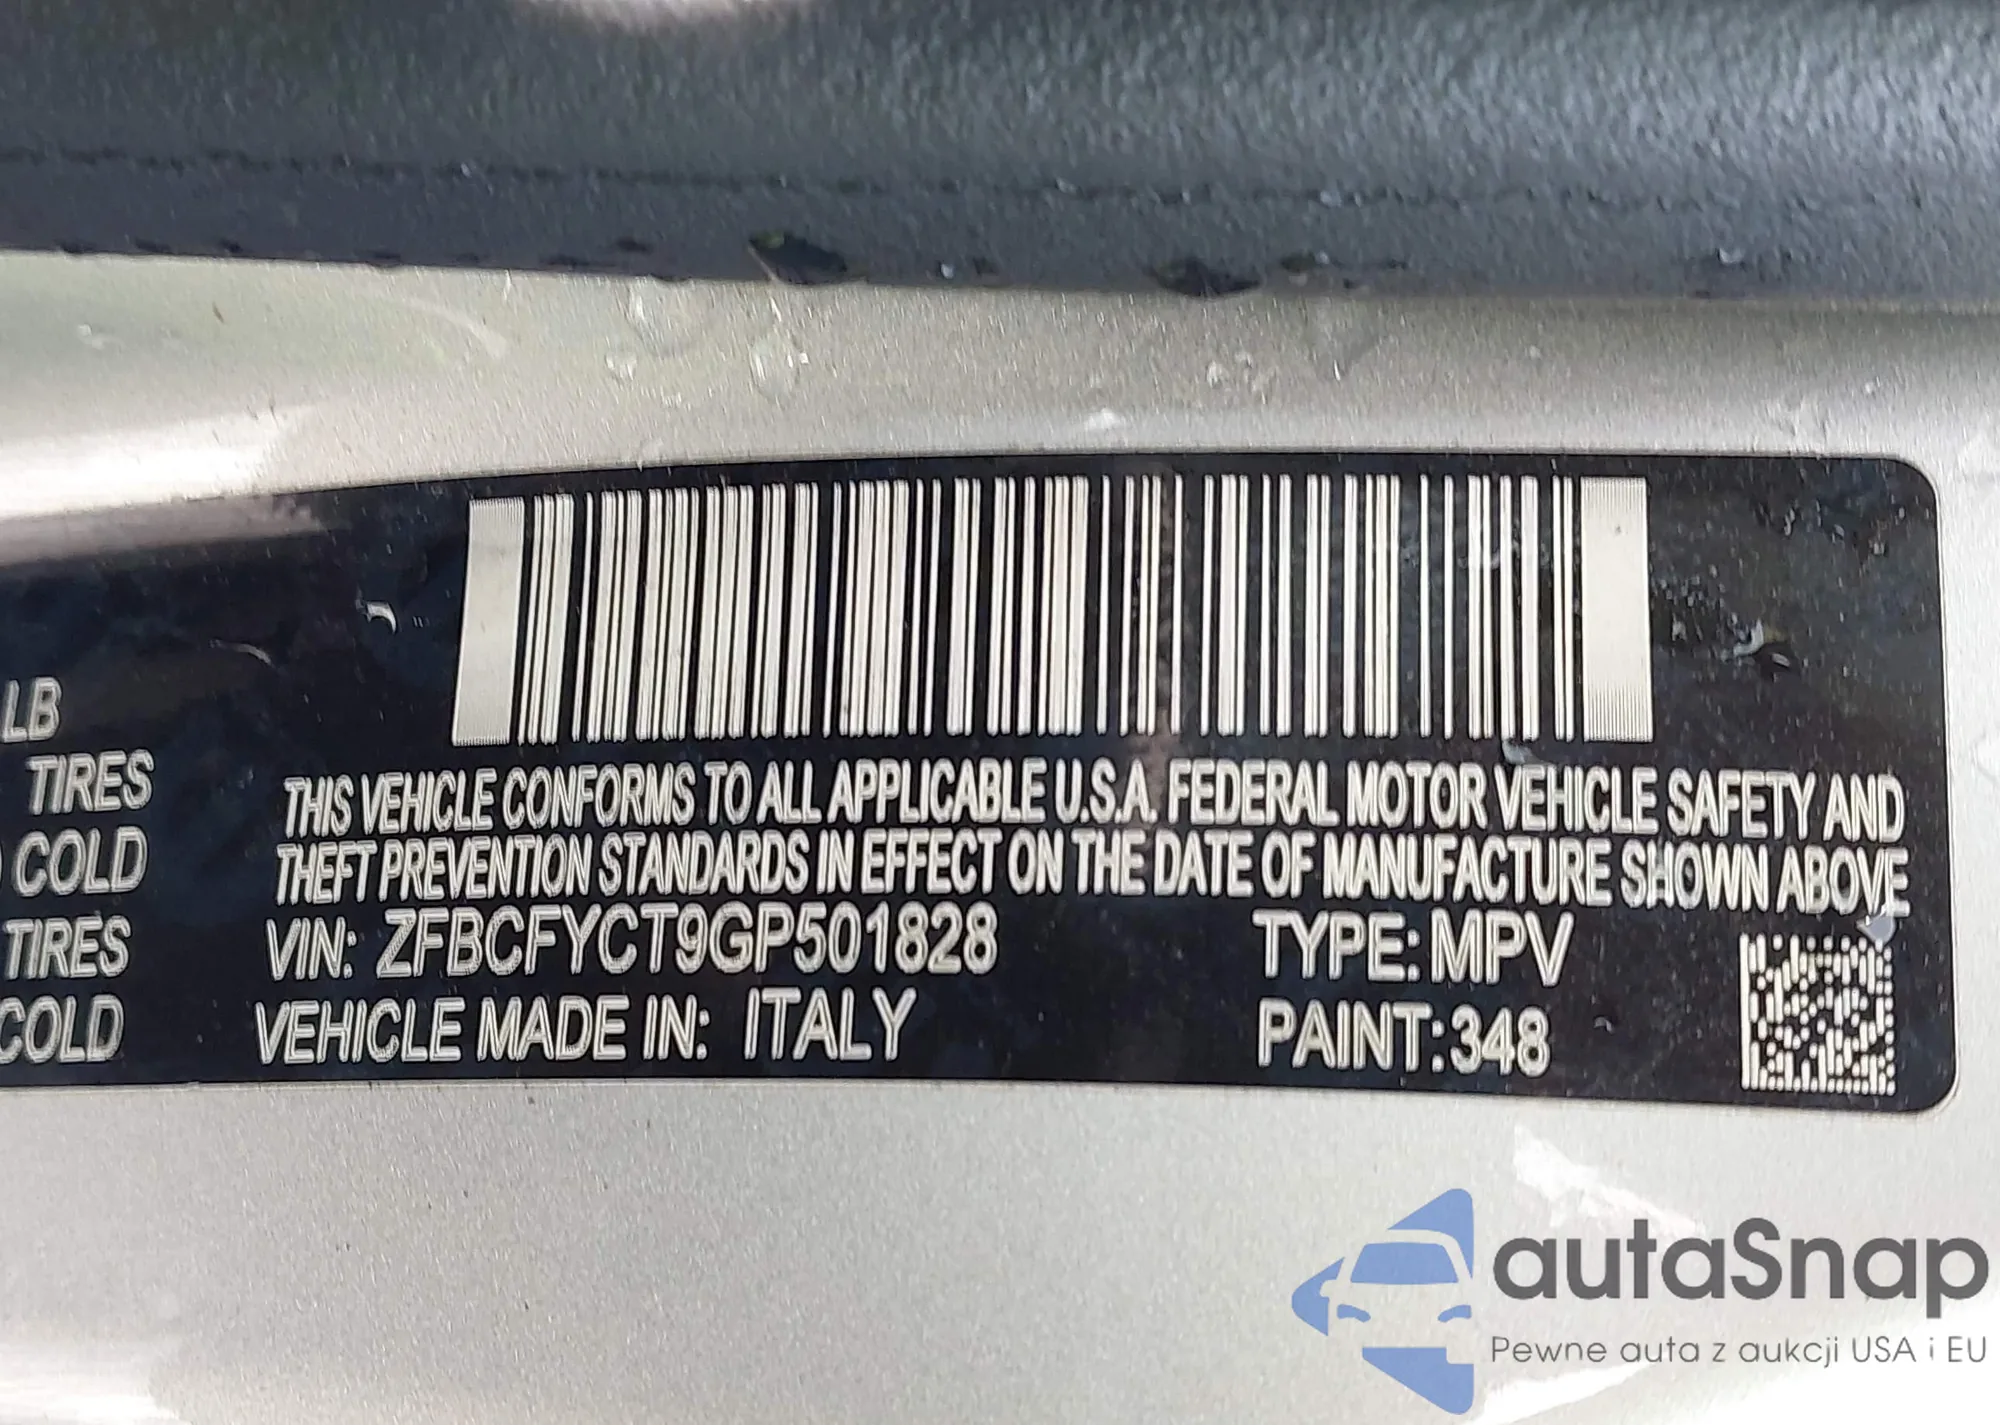 LB
TIRES
COLD
TIRES
COLD
THIS VEHICLE CONFORMS TO ALL APPLICABLE U.S.A. FEDERAL MOTOR VEHICLE SAFETY AND
THEFT PREVENTION STANDARDS IN EFFECT ON THE DATE OF MANUFACTURE SHOWN ABOVE
VIN: ZFBCFYCT9GP501828 TYPE: MPV
VEHICLE MADE IN: ITALY PAINT: 348
autaSnap
Pewne auta z aukcji USA i EU